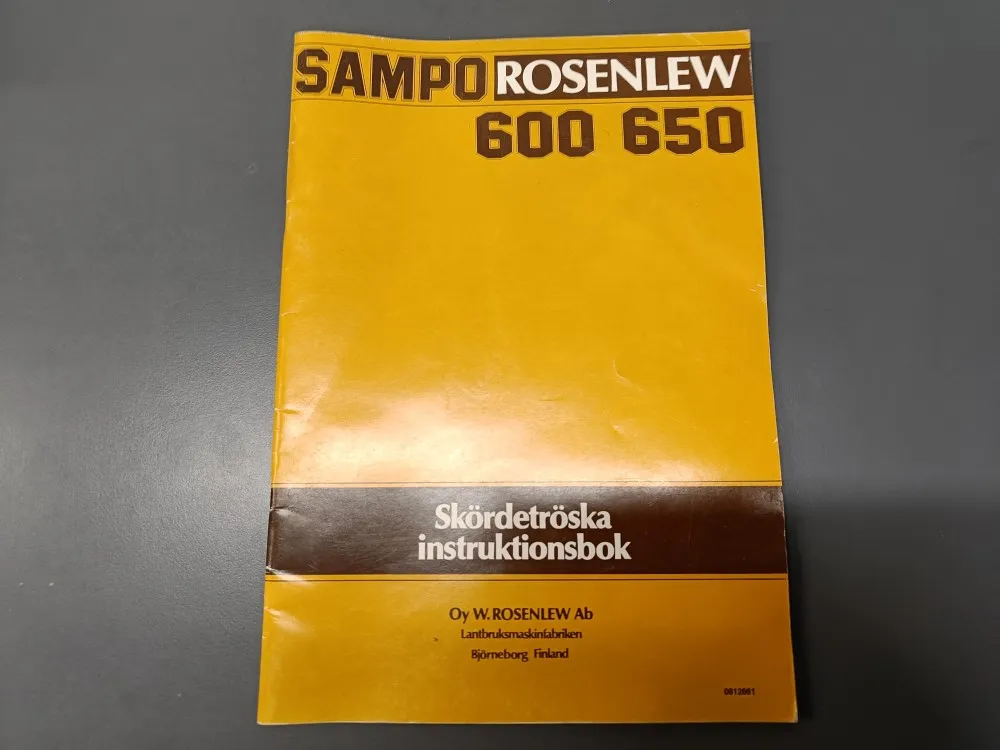 SAMPO ROSENLEW
600 650
Skördetröska
instruktionsbok
Oy W. ROSENLEW Ab
Lantbruksmaskinfabriken
Björneborg Finland
0812661